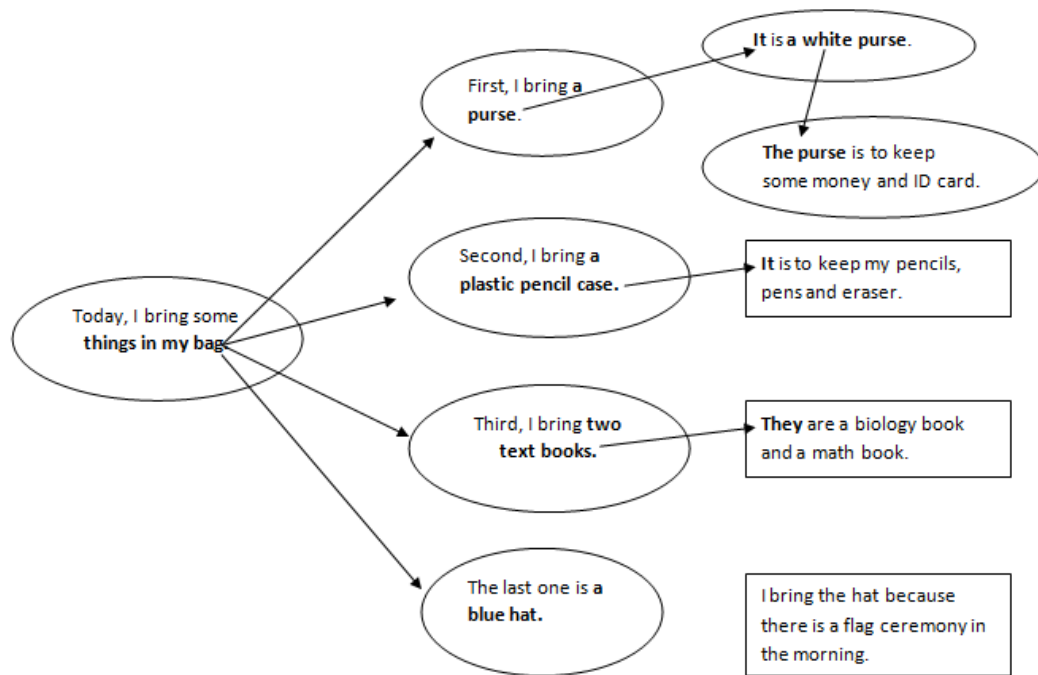 Today, I bring some
things in my bag.
First, I bring a
purse.
It is a white purse.
The purse is to keep
some money and ID card.
Second, I bring a
plastic pencil case.
It is to keep my pencils,
pens and eraser.
Third, I bring two
text books.
They are a biology book
and a math book.
The last one is a
blue hat.
I bring the hat because
there is a flag ceremony in
the morning.